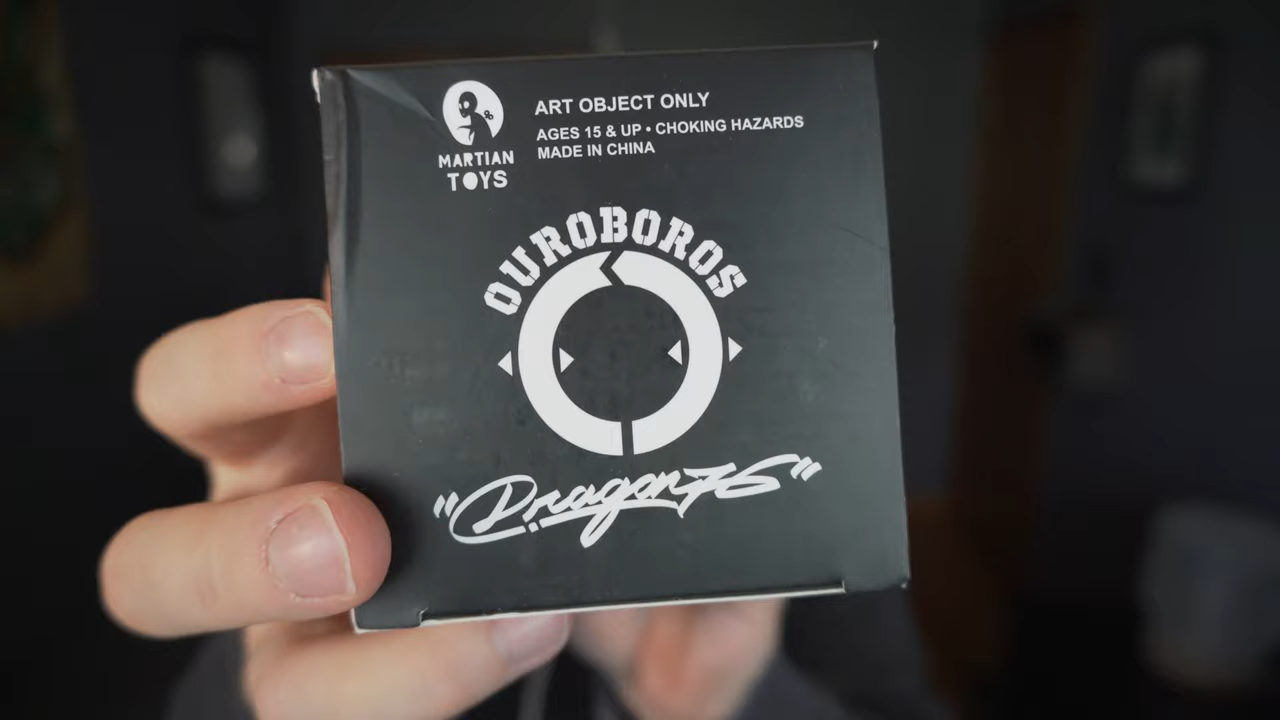 ART OBJECT ONLY
AGES 15 & UP • CHOKING HAZARDS
MADE IN CHINA
MARTIAN
TOYS
OUROBOROS
"Dragon76"